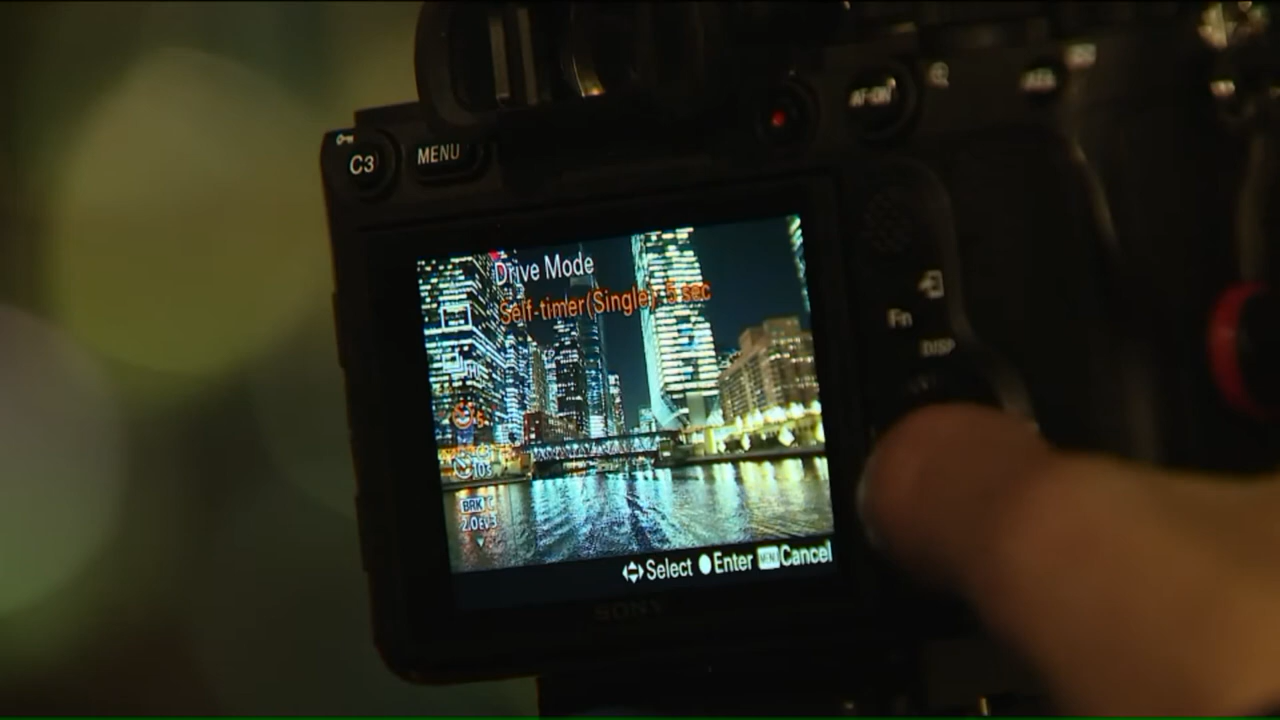 C3
MENU
AF-ON
AEL
Drive Mode
Self-timer(Single): 5 sec
Fn
DISP
10s
BRK C
2.0EV3
Select Enter MENU Cancel
SONY